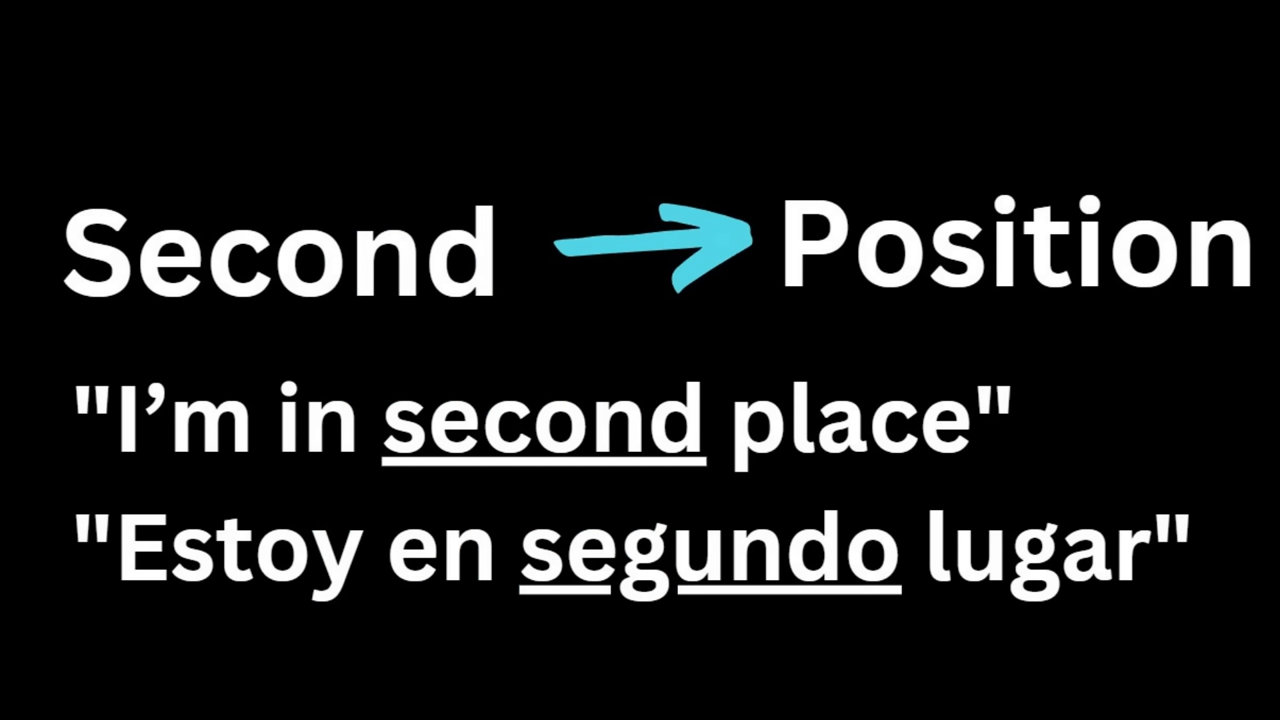 Second Position
"I’m in second place"
"Estoy en segundo lugar"